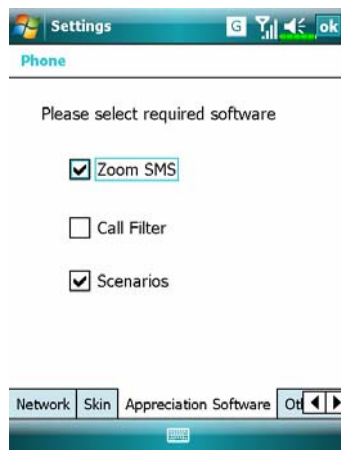 Settings G ok
Phone
Please select required software
Zoom SMS
Call Filter
Scenarios
Network Skin Appreciation Software